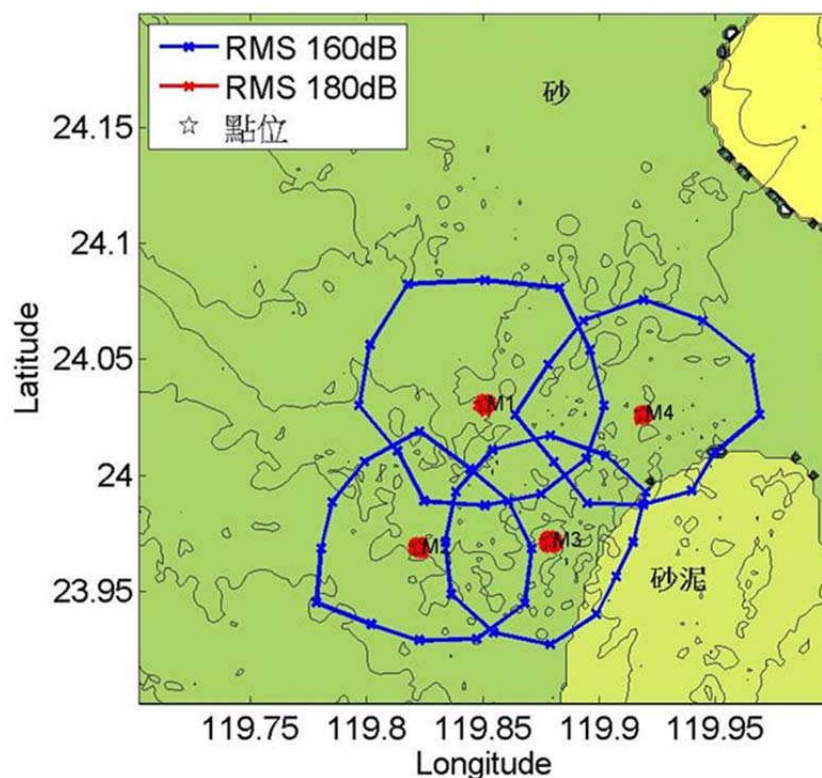 RMS 160dB
RMS 180dB
點位
砂
24.15
24.1
24.05
24
23.95
Latitude
M1
M4
M2
M3
砂泥
119.75
119.8
119.85
119.9
119.95
Longitude